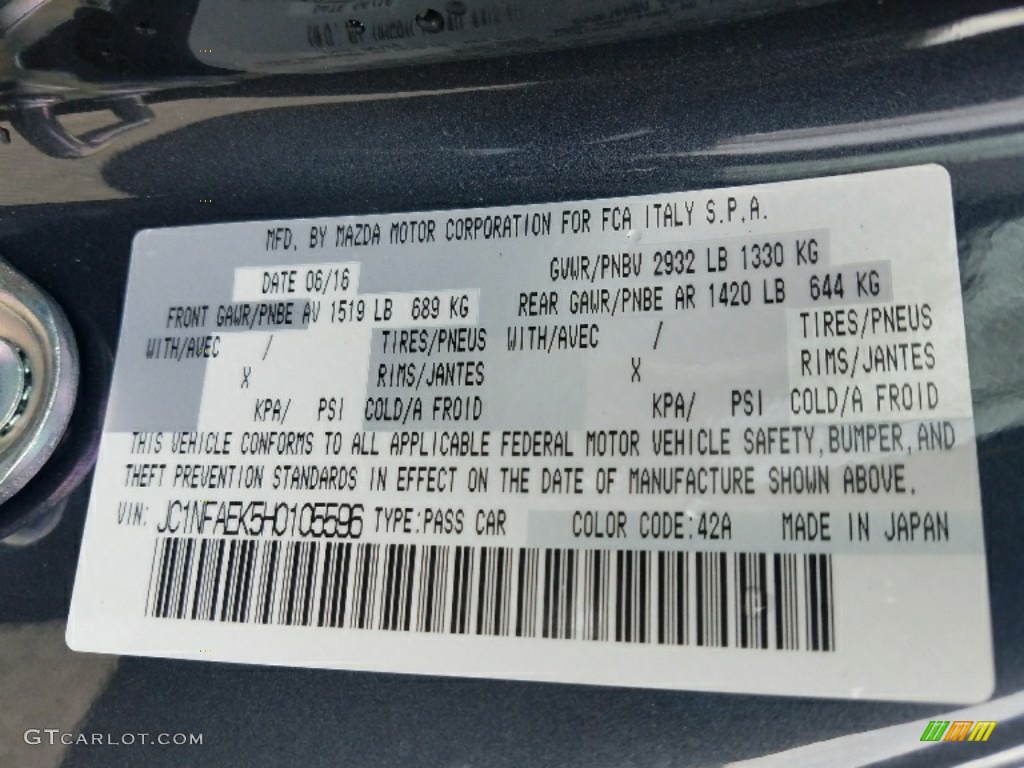 MFD. BY MAZDA MOTOR CORPORATION FOR FCA ITALY S.P.A.
DATE 06/16 GVWR/PNBV 2932 LB 1330 KG
FRONT GAWR/PNBE AV 1519 LB 689 KG REAR GAWR/PNBE AR 1420 LB 644 KG
WITH/AVEC / TIRES/PNEUS WITH/AVEC / TIRES/PNEUS
X RIMS/JANTES X RIMS/JANTES
KPA/ PSI COLD/A FROID KPA/ PSI COLD/A FROID
THIS VEHICLE CONFORMS TO ALL APPLICABLE FEDERAL MOTOR VEHICLE SAFETY, BUMPER, AND
THEFT PREVENTION STANDARDS IN EFFECT ON THE DATE OF MANUFACTURE SHOWN ABOVE.
VIN: JC1NFAEK5H0105596 TYPE:PASS CAR COLOR CODE:42A MADE IN JAPAN
GTCARLOT.COM